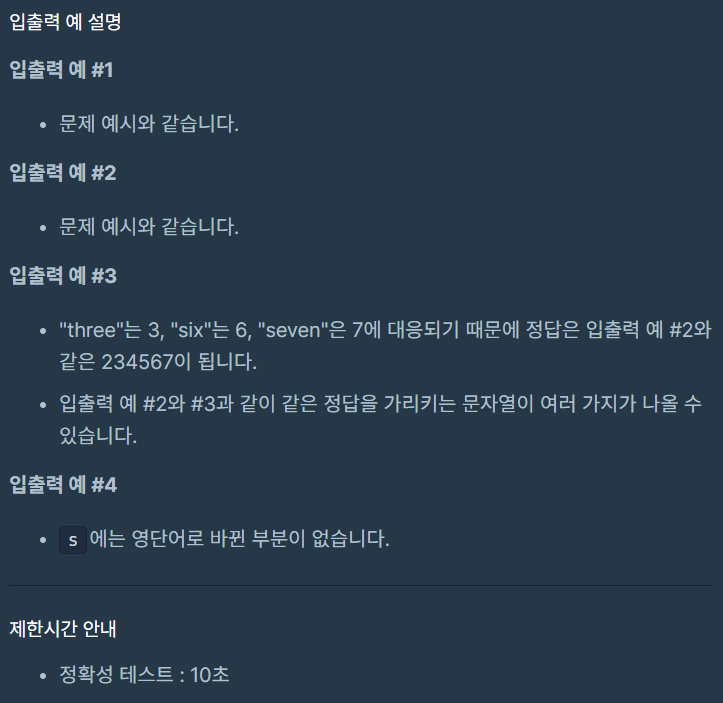 입출력 예 설명
입출력 예 #1
• 문제 예시와 같습니다.
입출력 예 #2
• 문제 예시와 같습니다.
입출력 예 #3
• "three"는 3, "six"는 6, "seven"은 7에 대응되기 때문에 정답은 입출력 예 #2와
같은 234567이 됩니다.
• 입출력 예 #2와 #3과 같이 같은 정답을 가리키는 문자열이 여러 가지가 나올 수
있습니다.
입출력 예 #4
• s 에는 영단어로 바뀐 부분이 없습니다.
제한시간 안내
• 정확성 테스트 : 10초